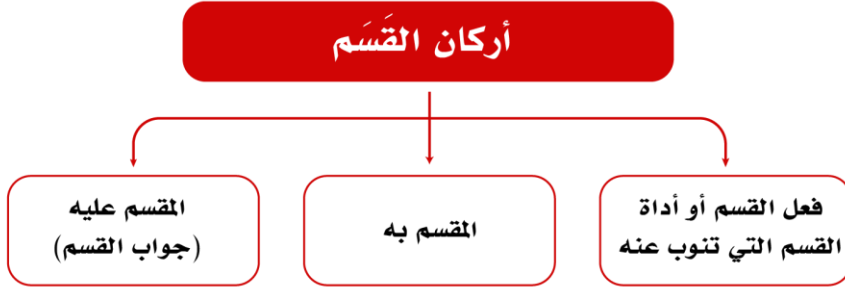 أركان القَسَم
فعل القسم أو أداة
القسم التي تنوب عنه
المقسم به
المقسم عليه
(جواب القسم)